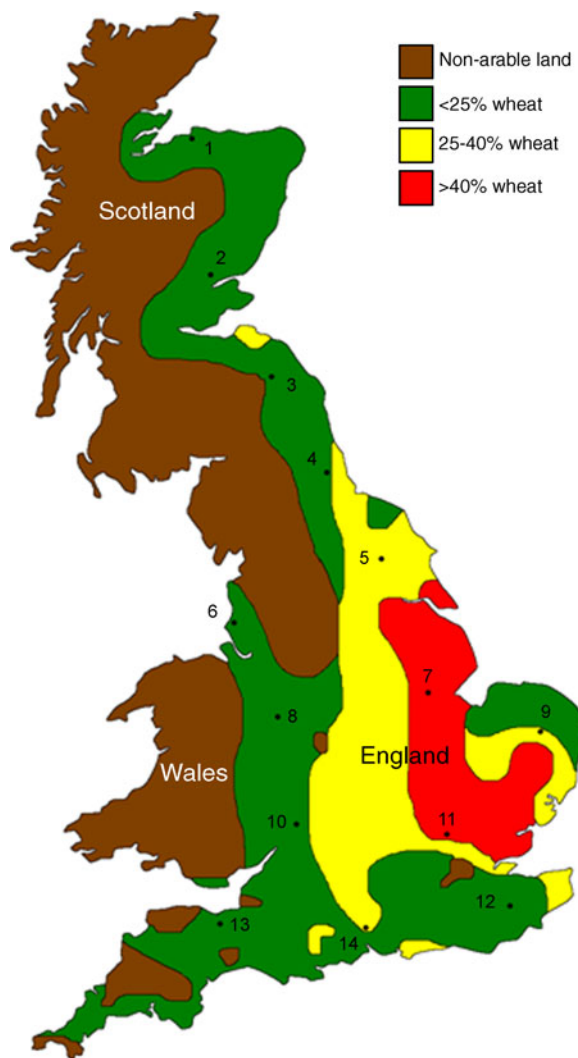 Non-arable land
<25% wheat
25-40% wheat
>40% wheat
1
Scotland
2
3
4
5
6
7
8
9
England
Wales
10
11
12
13
14